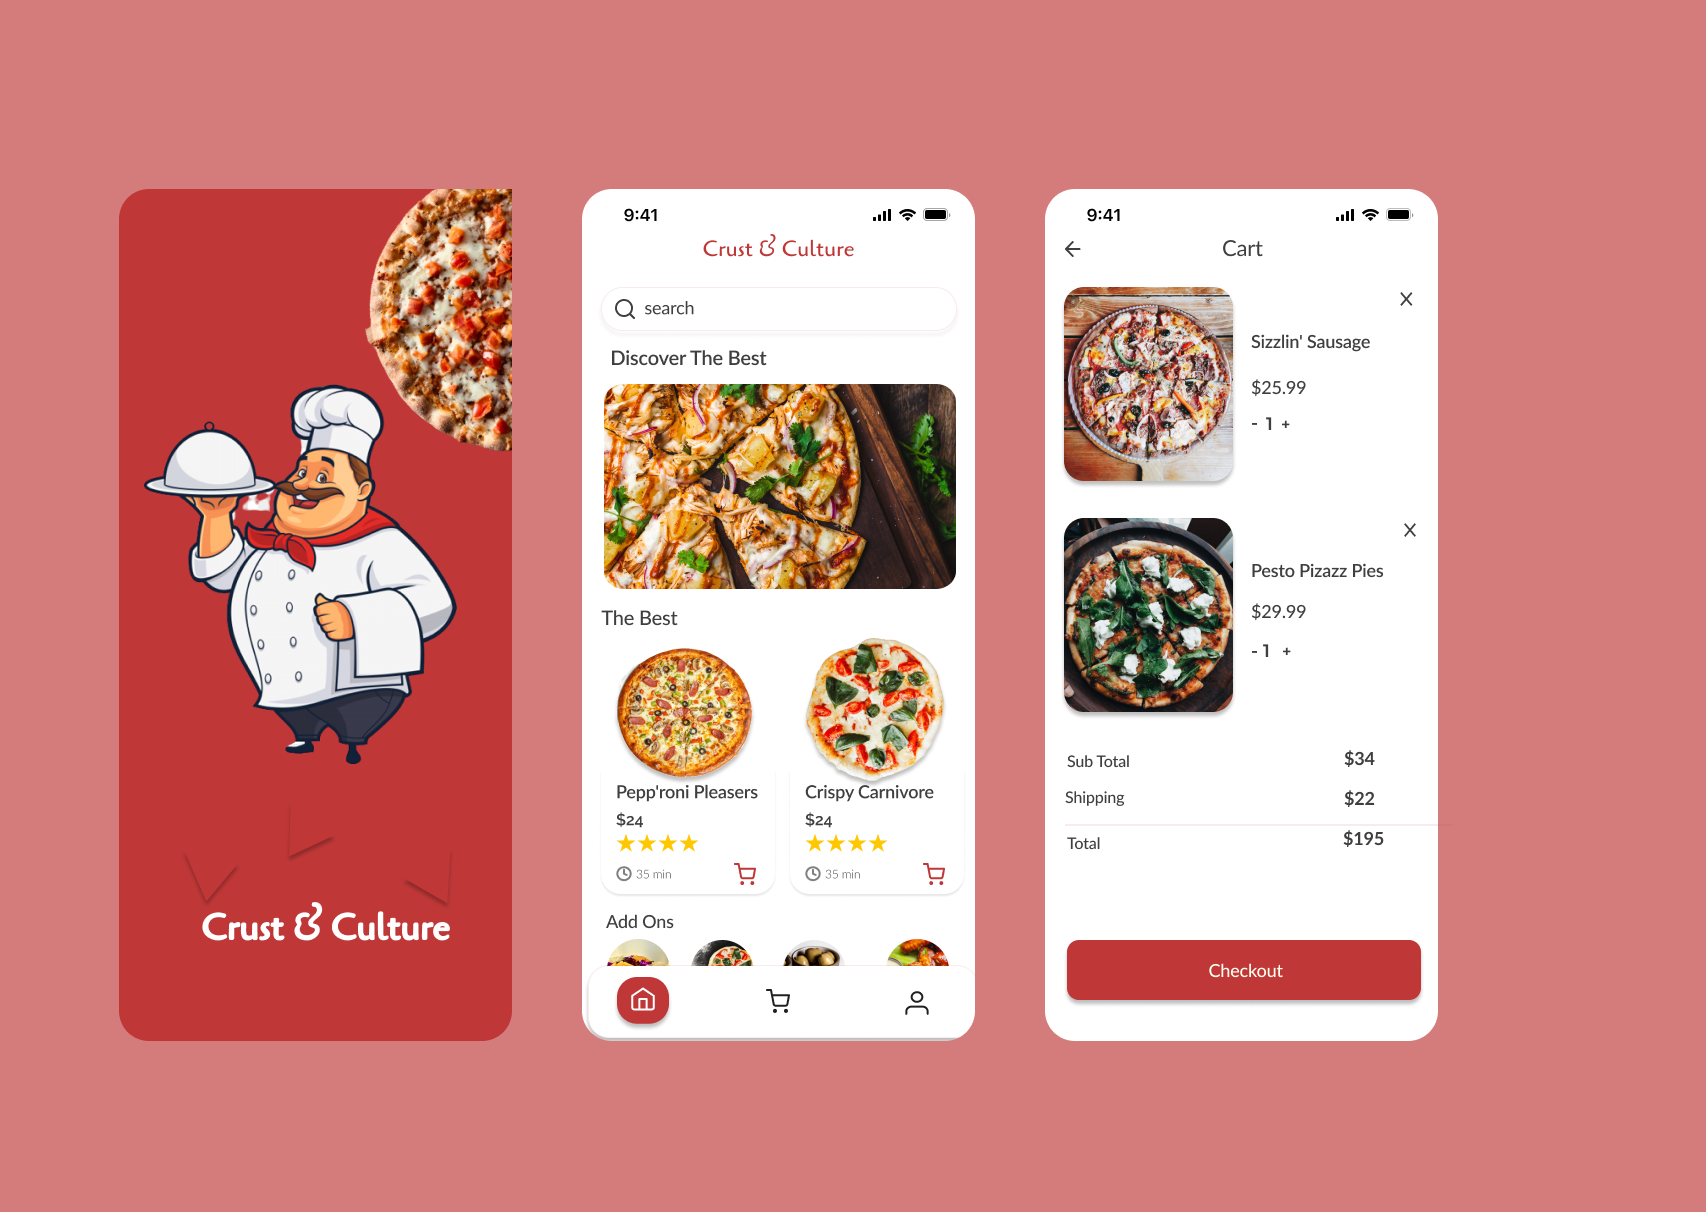 Crust & Culture
9:41
Crust & Culture
search
Discover The Best
The Best
Pepp'roni Pleasers
$24
35 min
Crispy Carnivore
$24
35 min
Add Ons
9:41
Cart
X
Sizzlin' Sausage
$25.99
- 1 +
X
Pesto Pizazz Pies
$29.99
- 1 +
Sub Total $34
Shipping $22
Total $195
Checkout